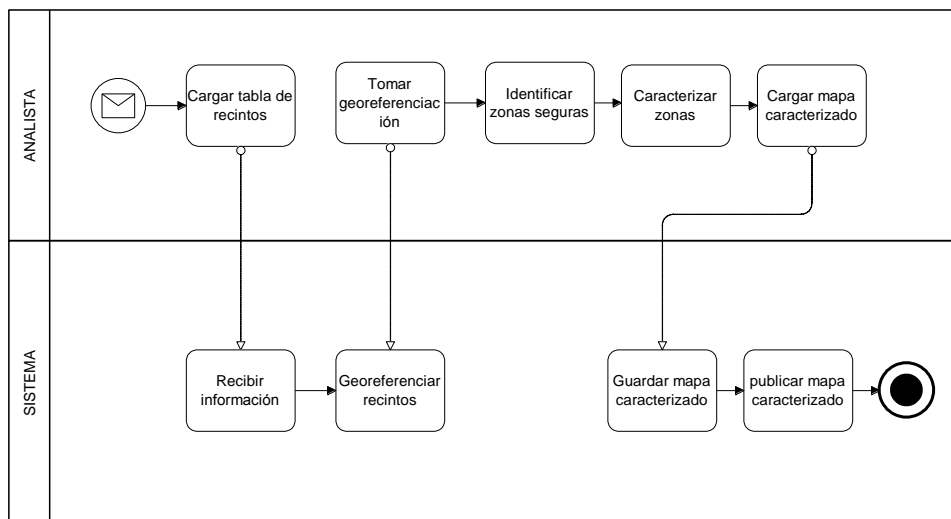 ANALISTA
Cargar tabla de
recintos
Tomar
georeferenciac
ión
Identificar
zonas seguras
Caracterizar
zonas
Cargar mapa
caracterizado
SISTEMA
Recibir
información
Georeferenciar
recintos
Guardar mapa
caracterizado
publicar mapa
caracterizado